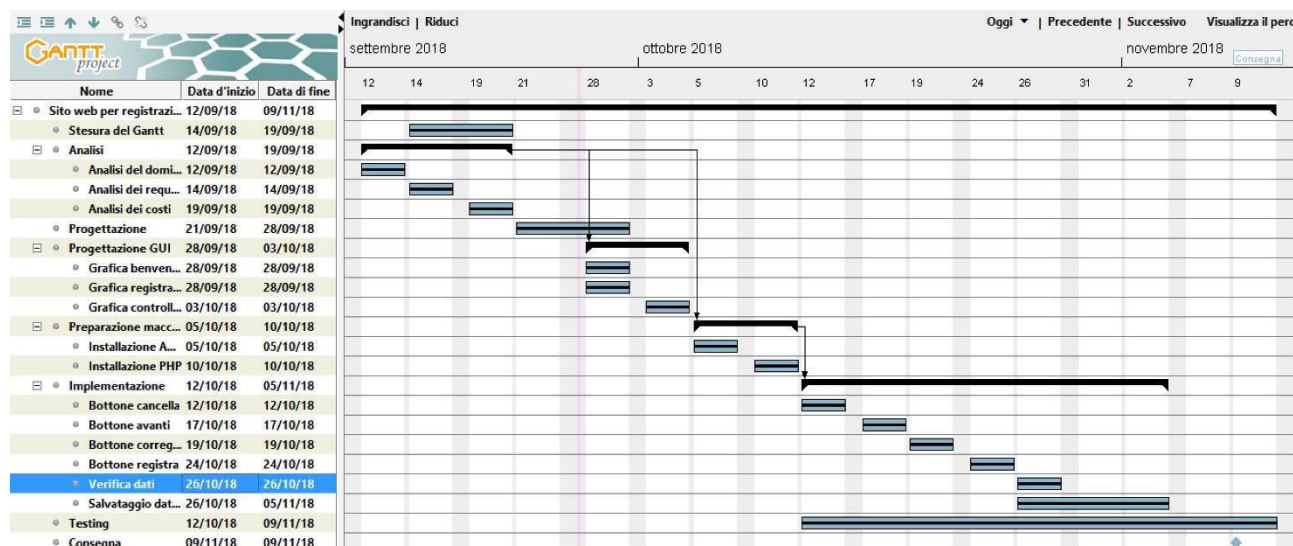 Ingrandisci | Riduci
Oggi ▼ | Precedente | Successivo Visualizza il perc
GANTT project
settembre 2018 ottobre 2018 novembre 2018
Consegna
Nome Data d'inizio Data di fine
12 14 19 21 28 3 5 10 12 17 19 24 26 31 2 7 9
Sito web per registrazi... 12/09/18 09/11/18
Stesura del Gantt 14/09/18 19/09/18
Analisi 12/09/18 19/09/18
Analisi del domi... 12/09/18 12/09/18
Analisi dei requ... 14/09/18 14/09/18
Analisi dei costi 19/09/18 19/09/18
Progettazione 21/09/18 28/09/18
Progettazione GUI 28/09/18 03/10/18
Grafica benven... 28/09/18 28/09/18
Grafica registra... 28/09/18 28/09/18
Grafica controll... 03/10/18 03/10/18
Preparazione macc... 05/10/18 10/10/18
Installazione A... 05/10/18 05/10/18
Installazione PHP 10/10/18 10/10/18
Implementazione 12/10/18 05/11/18
Bottone cancella 12/10/18 12/10/18
Bottone avanti 17/10/18 17/10/18
Bottone correg... 19/10/18 19/10/18
Bottone registra 24/10/18 24/10/18
Verifica dati 26/10/18 26/10/18
Salvataggio dat... 26/10/18 05/11/18
Testing 12/10/18 09/11/18
Consegna 09/11/18 09/11/18